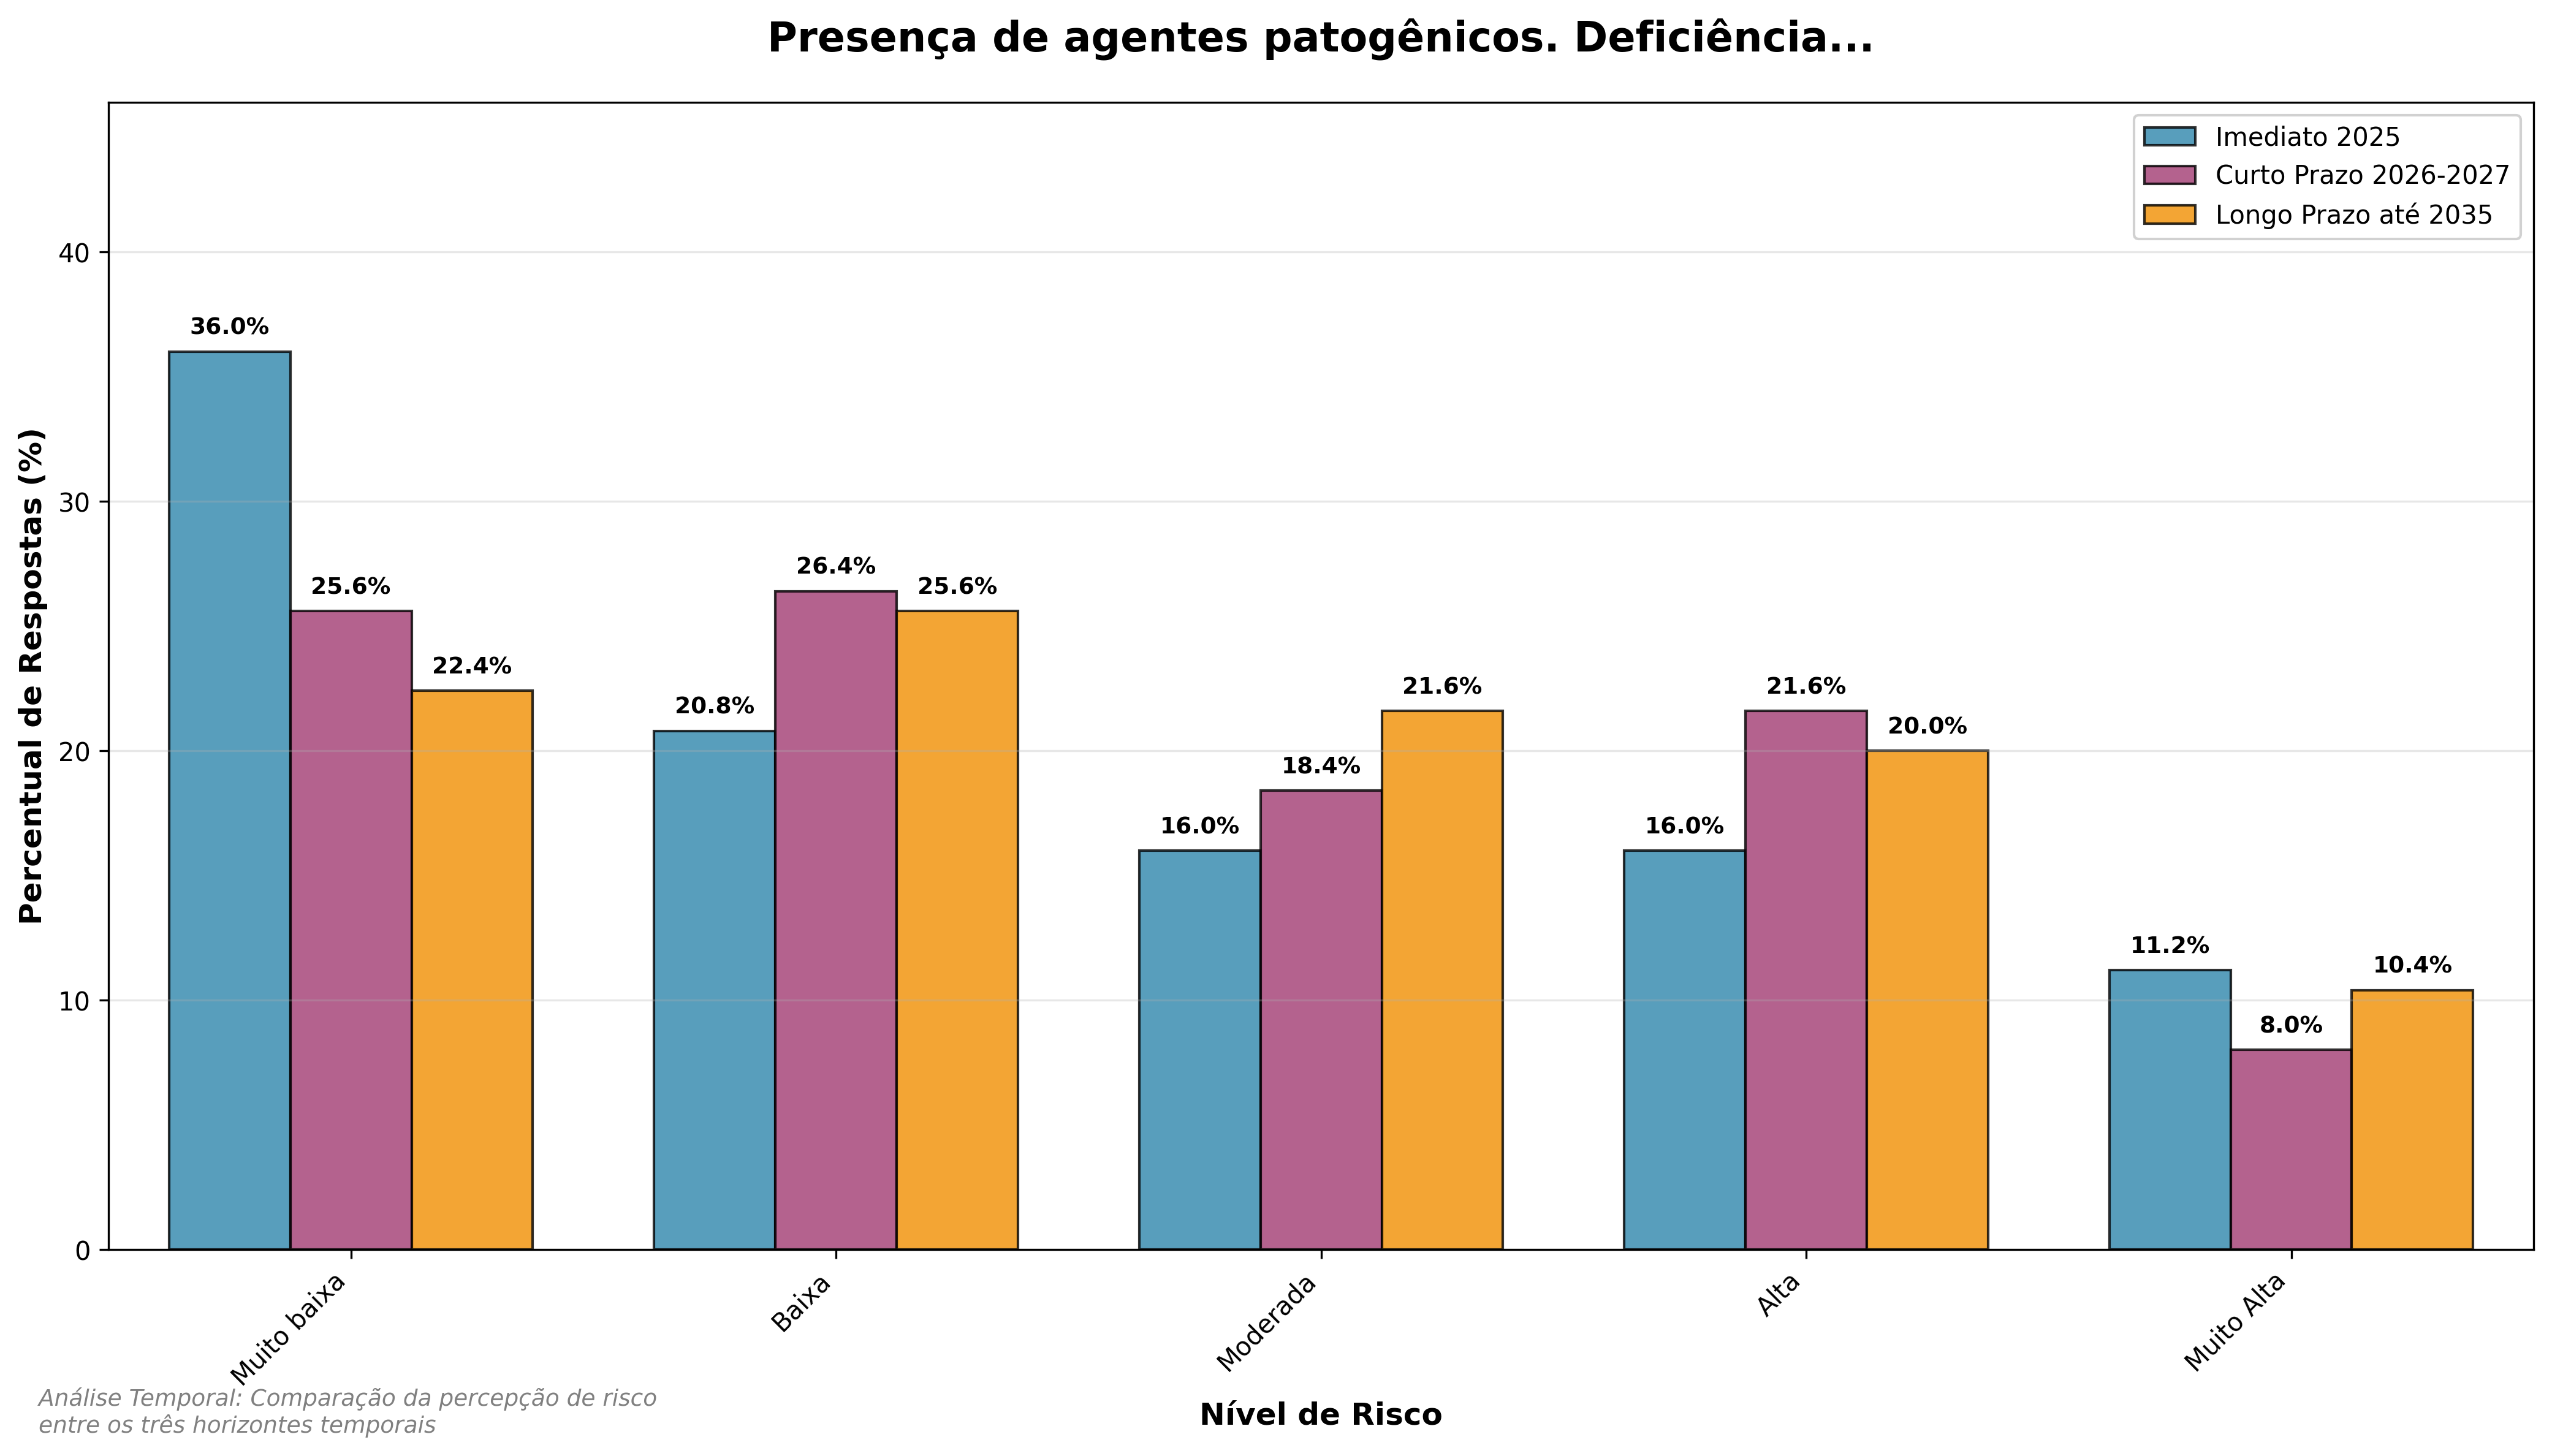 Presença de agentes patogênicos. Deficiência...
Imediato 2025
Curto Prazo 2026-2027
Longo Prazo até 2035
Percentual de Respostas (%)
40
30
20
10
0
36.0%
25.6%
22.4%
20.8%
26.4%
25.6%
16.0%
18.4%
21.6%
16.0%
21.6%
20.0%
11.2%
8.0%
10.4%
Muito baixa
Baixa
Moderada
Alta
Muito Alta
Nível de Risco
Análise Temporal: Comparação da percepção de risco
entre os três horizontes temporais